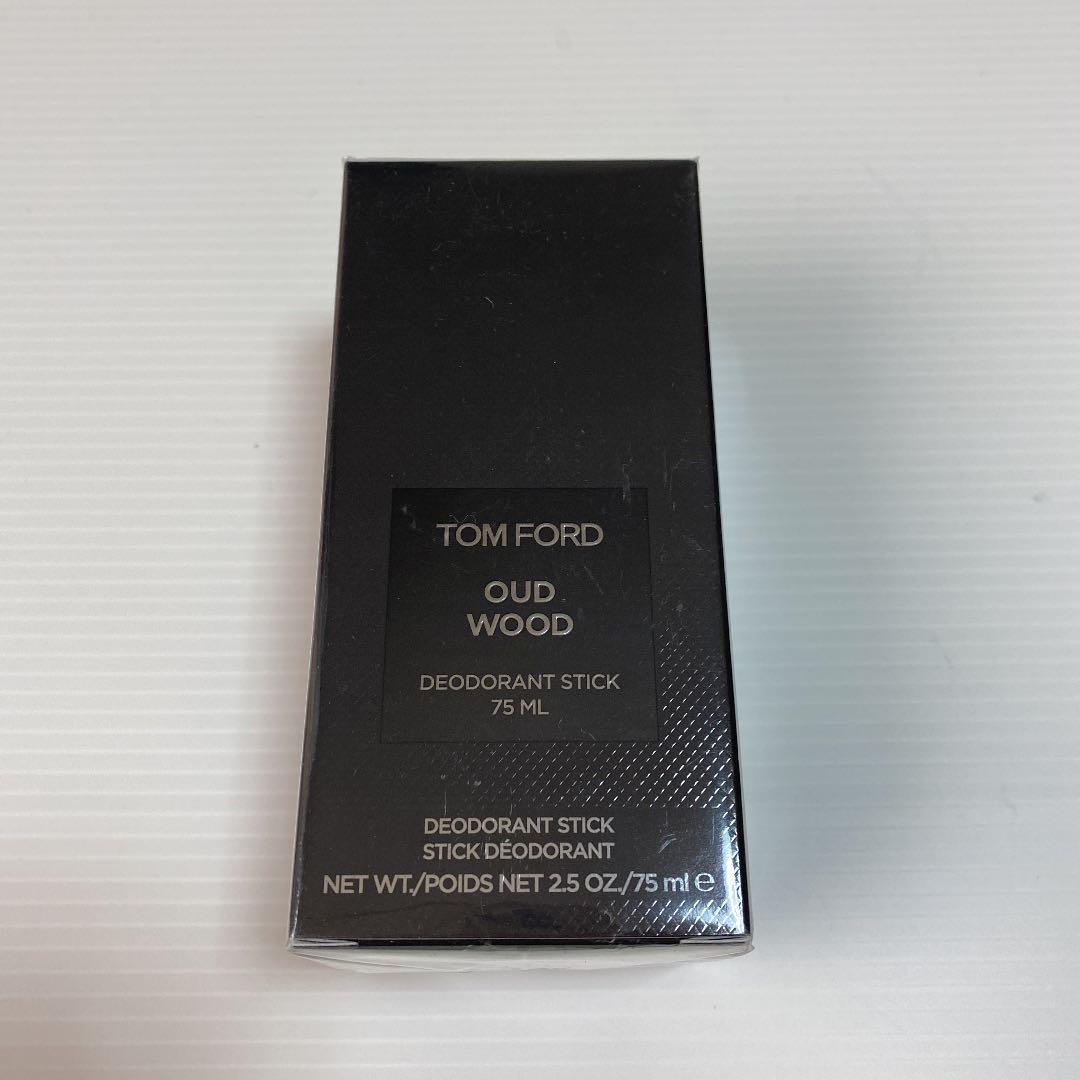 TOM FORD
OUD
WOOD
DEODORANT STICK
75 ML
DEODORANT STICK
STICK DÉODORANT
NET WT./POIDS NET 2.5 OZ./75 ml ℮